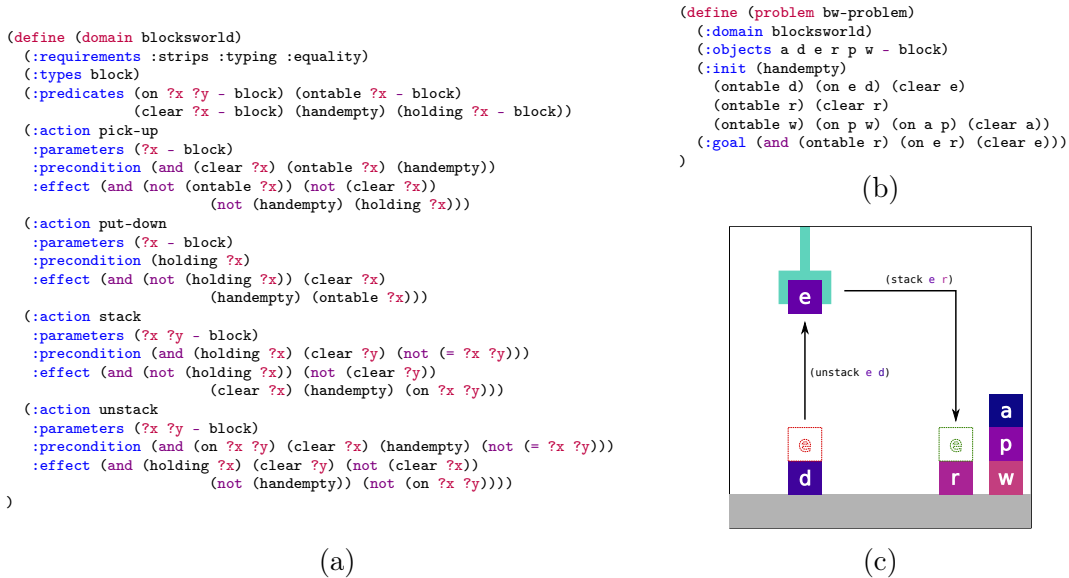 (define (domain blocksworld)
(:requirements :strips :typing :equality)
(:types block)
(:predicates (on ?x ?y - block) (ontable ?x - block)
(clear ?x - block) (handempty) (holding ?x - block))
(:action pick-up
:parameters (?x - block)
:precondition (and (clear ?x) (ontable ?x) (handempty))
:effect (and (not (ontable ?x)) (not (clear ?x))
(not (handempty) (holding ?x)))
(:action put-down
:parameters (?x - block)
:precondition (holding ?x)
:effect (and (not (holding ?x)) (clear ?x)
(handempty) (ontable ?x)))
(:action stack
:parameters (?x ?y - block)
:precondition (and (holding ?x) (clear ?y) (not (= ?x ?y)))
:effect (and (not (holding ?x)) (not (clear ?y))
(clear ?x) (handempty) (on ?x ?y)))
(:action unstack
:parameters (?x ?y - block)
:precondition (and (on ?x ?y) (clear ?x) (handempty) (not (= ?x ?y)))
:effect (and (holding ?x) (clear ?y) (not (clear ?x))
(not (handempty)) (not (on ?x ?y))))
)
(a)
(define (problem bw-problem)
(:domain blocksworld)
(:objects a d e r p w - block)
(:init (handempty)
(ontable d) (on e d) (clear e)
(ontable r) (clear r)
(ontable w) (on p w) (on a p) (clear a))
(:goal (and (ontable r) (on e r) (clear e)))
)
(b)
e
(stack e r)
(unstack e d)
a
e
e
p
d
r
w
(c)